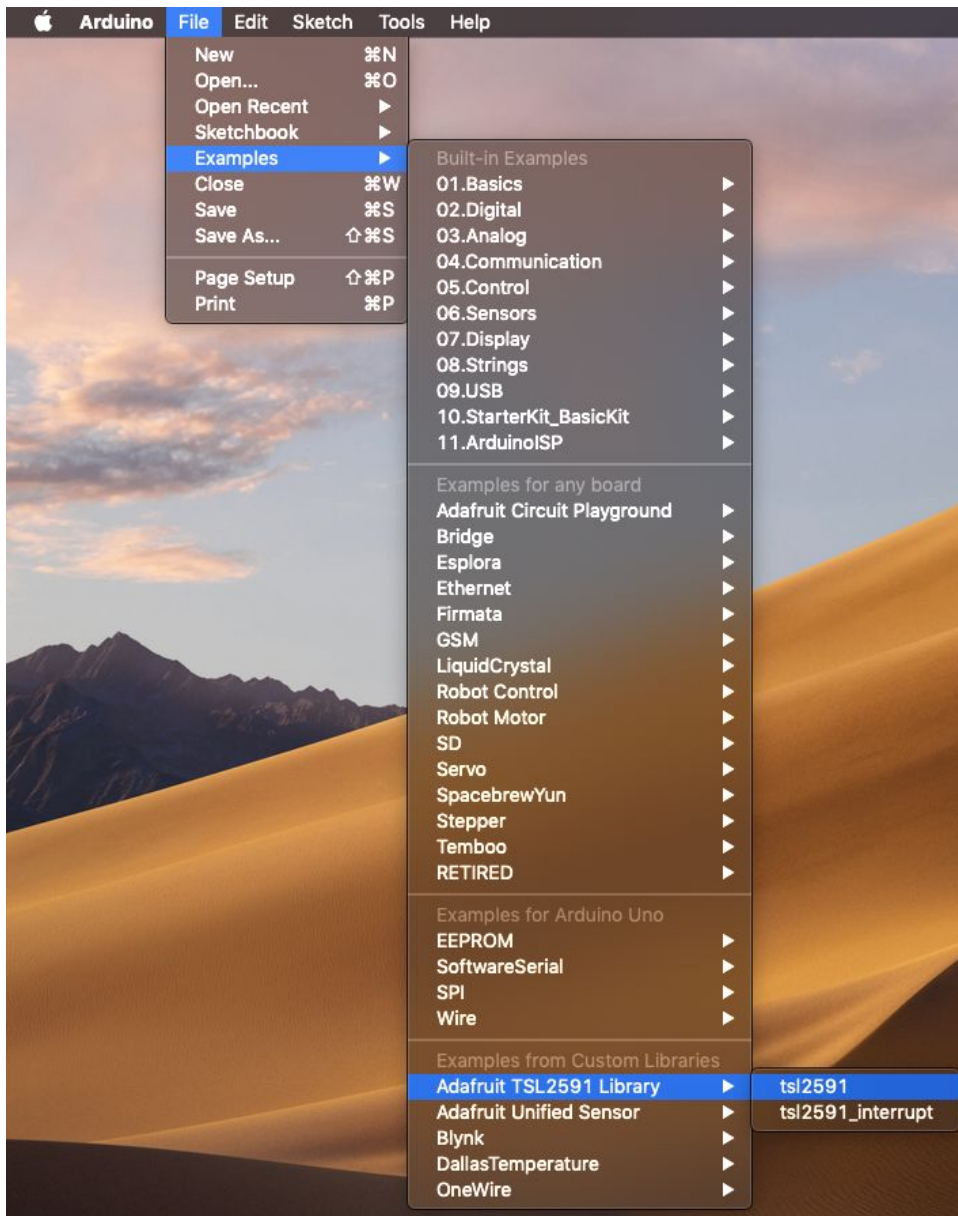 Arduino File Edit Sketch Tools Help
New ⌘N
Open... ⌘O
Open Recent ▶
Sketchbook ▶
Examples ▶
Close ⌘W
Save ⌘S
Save As... ⇧⌘S
Page Setup ⇧⌘P
Print ⌘P
Built-in Examples
01.Basics ▶
02.Digital ▶
03.Analog ▶
04.Communication ▶
05.Control ▶
06.Sensors ▶
07.Display ▶
08.Strings ▶
09.USB ▶
10.StarterKit_BasicKit ▶
11.ArduinoISP ▶
Examples for any board
Adafruit Circuit Playground ▶
Bridge ▶
Esplora ▶
Ethernet ▶
Firmata ▶
GSM ▶
LiquidCrystal ▶
Robot Control ▶
Robot Motor ▶
SD ▶
Servo ▶
SpacebrewYun ▶
Stepper ▶
Temboo ▶
RETIRED ▶
Examples for Arduino Uno
EEPROM ▶
SoftwareSerial ▶
SPI ▶
Wire ▶
Examples from Custom Libraries
Adafruit TSL2591 Library ▶
Adafruit Unified Sensor ▶
Blynk ▶
DallasTemperature ▶
OneWire ▶
tsl2591
tsl2591_interrupt